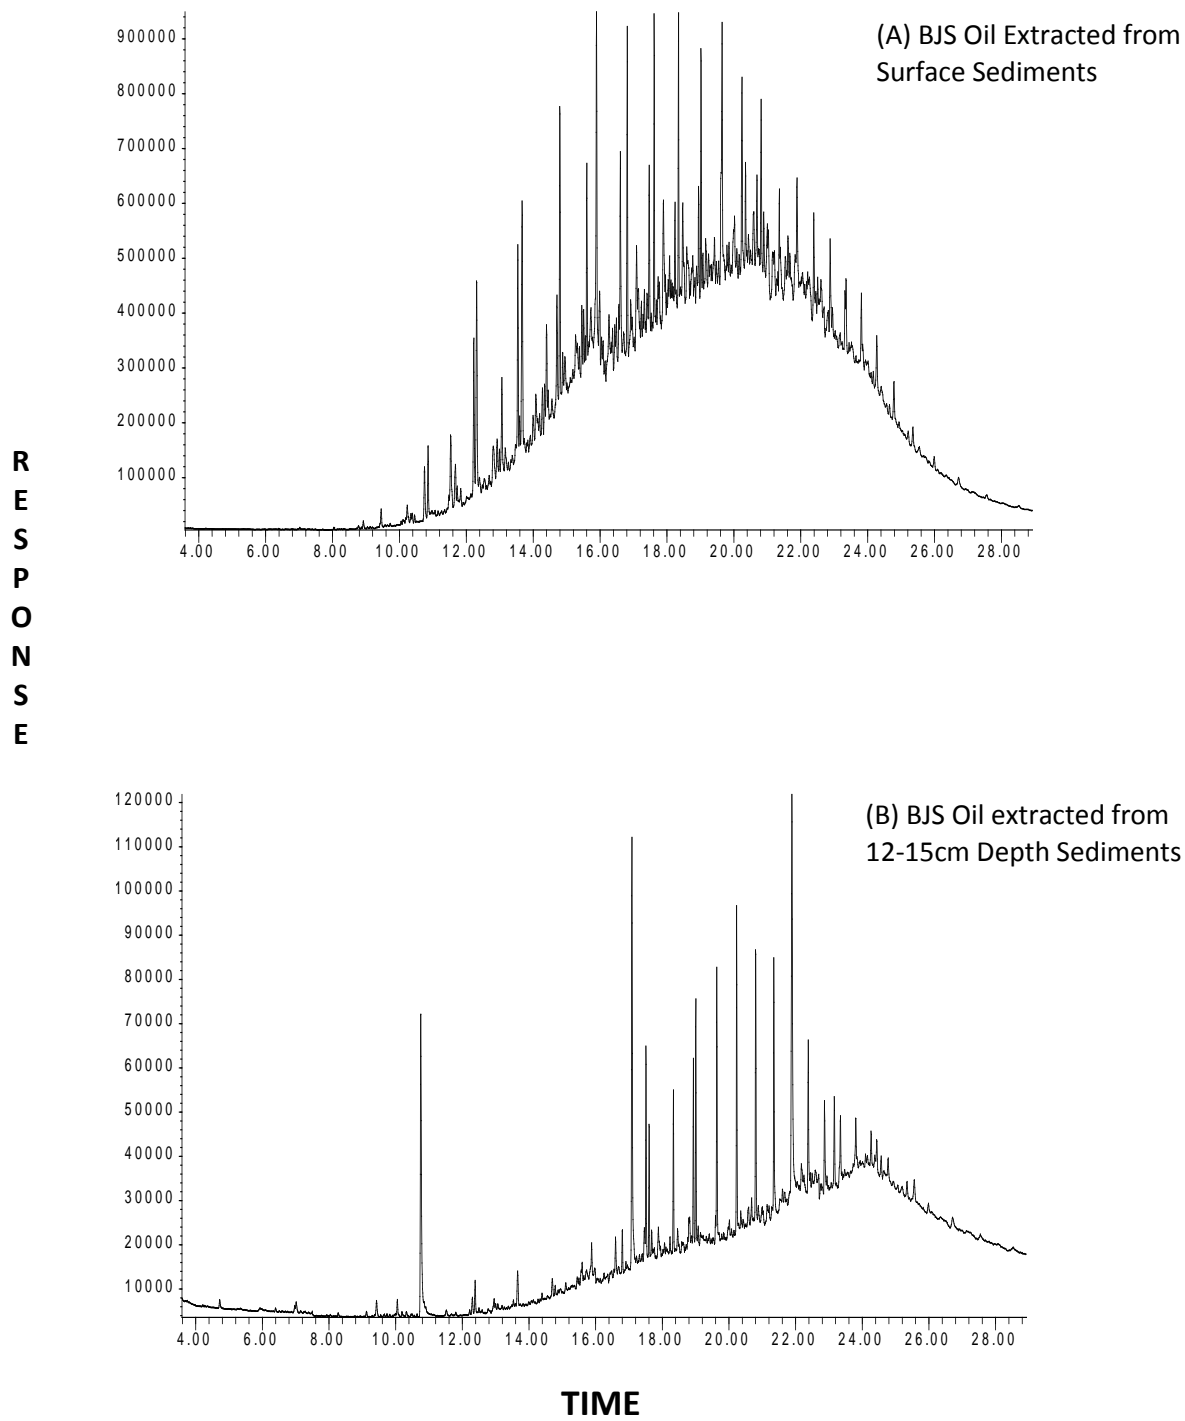 (A) BJS Oil Extracted from
Surface Sediments
900000
800000
700000
600000
500000
400000
300000
200000
100000
4.00 6.00 8.00 10.00 12.00 14.00 16.00 18.00 20.00 22.00 24.00 26.00 28.00
R
E
S
P
O
N
S
E
(B) BJS Oil extracted from
12-15cm Depth Sediments
120000
110000
100000
90000
80000
70000
60000
50000
40000
30000
20000
10000
4.00 6.00 8.00 10.00 12.00 14.00 16.00 18.00 20.00 22.00 24.00 26.00 28.00
TIME